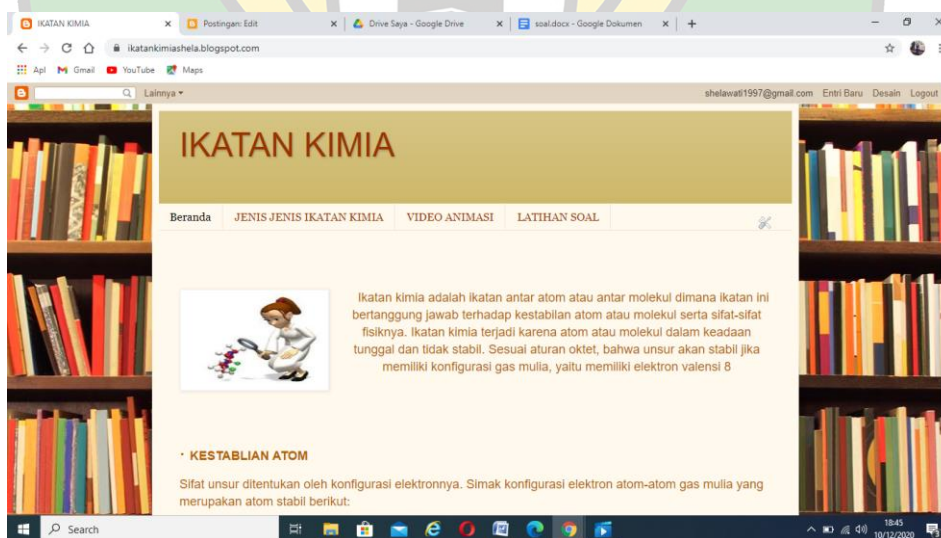 IKATAN KIMIA
Postingan: Edit
Drive Saya - Google Drive
soal.docx - Google Dokumen
ikatankimiashela.blogspot.com
Apl
Gmail
YouTube
Maps
Lainnya
shelawati1997@gmail.com Entri Baru Desain Logout
IKATAN KIMIA
Beranda
JENIS JENIS IKATAN KIMIA
VIDEO ANIMASI
LATIHAN SOAL
Ikatan kimia adalah ikatan antar atom atau antar molekul dimana ikatan ini
bertanggung jawab terhadap kestabilan atom atau molekul serta sifat-sifat
fisiknya. Ikatan kimia terjadi karena atom atau molekul dalam keadaan
tunggal dan tidak stabil. Sesuai aturan oktet, bahwa unsur akan stabil jika
memiliki konfigurasi gas mulia, yaitu memiliki elektron valensi 8
· KESTABLIAN ATOM
Sifat unsur ditentukan oleh konfigurasi elektronnya. Simak konfigurasi elektron atom-atom gas mulia yang
merupakan atom stabil berikut:
Search
18:45
10/12/2020